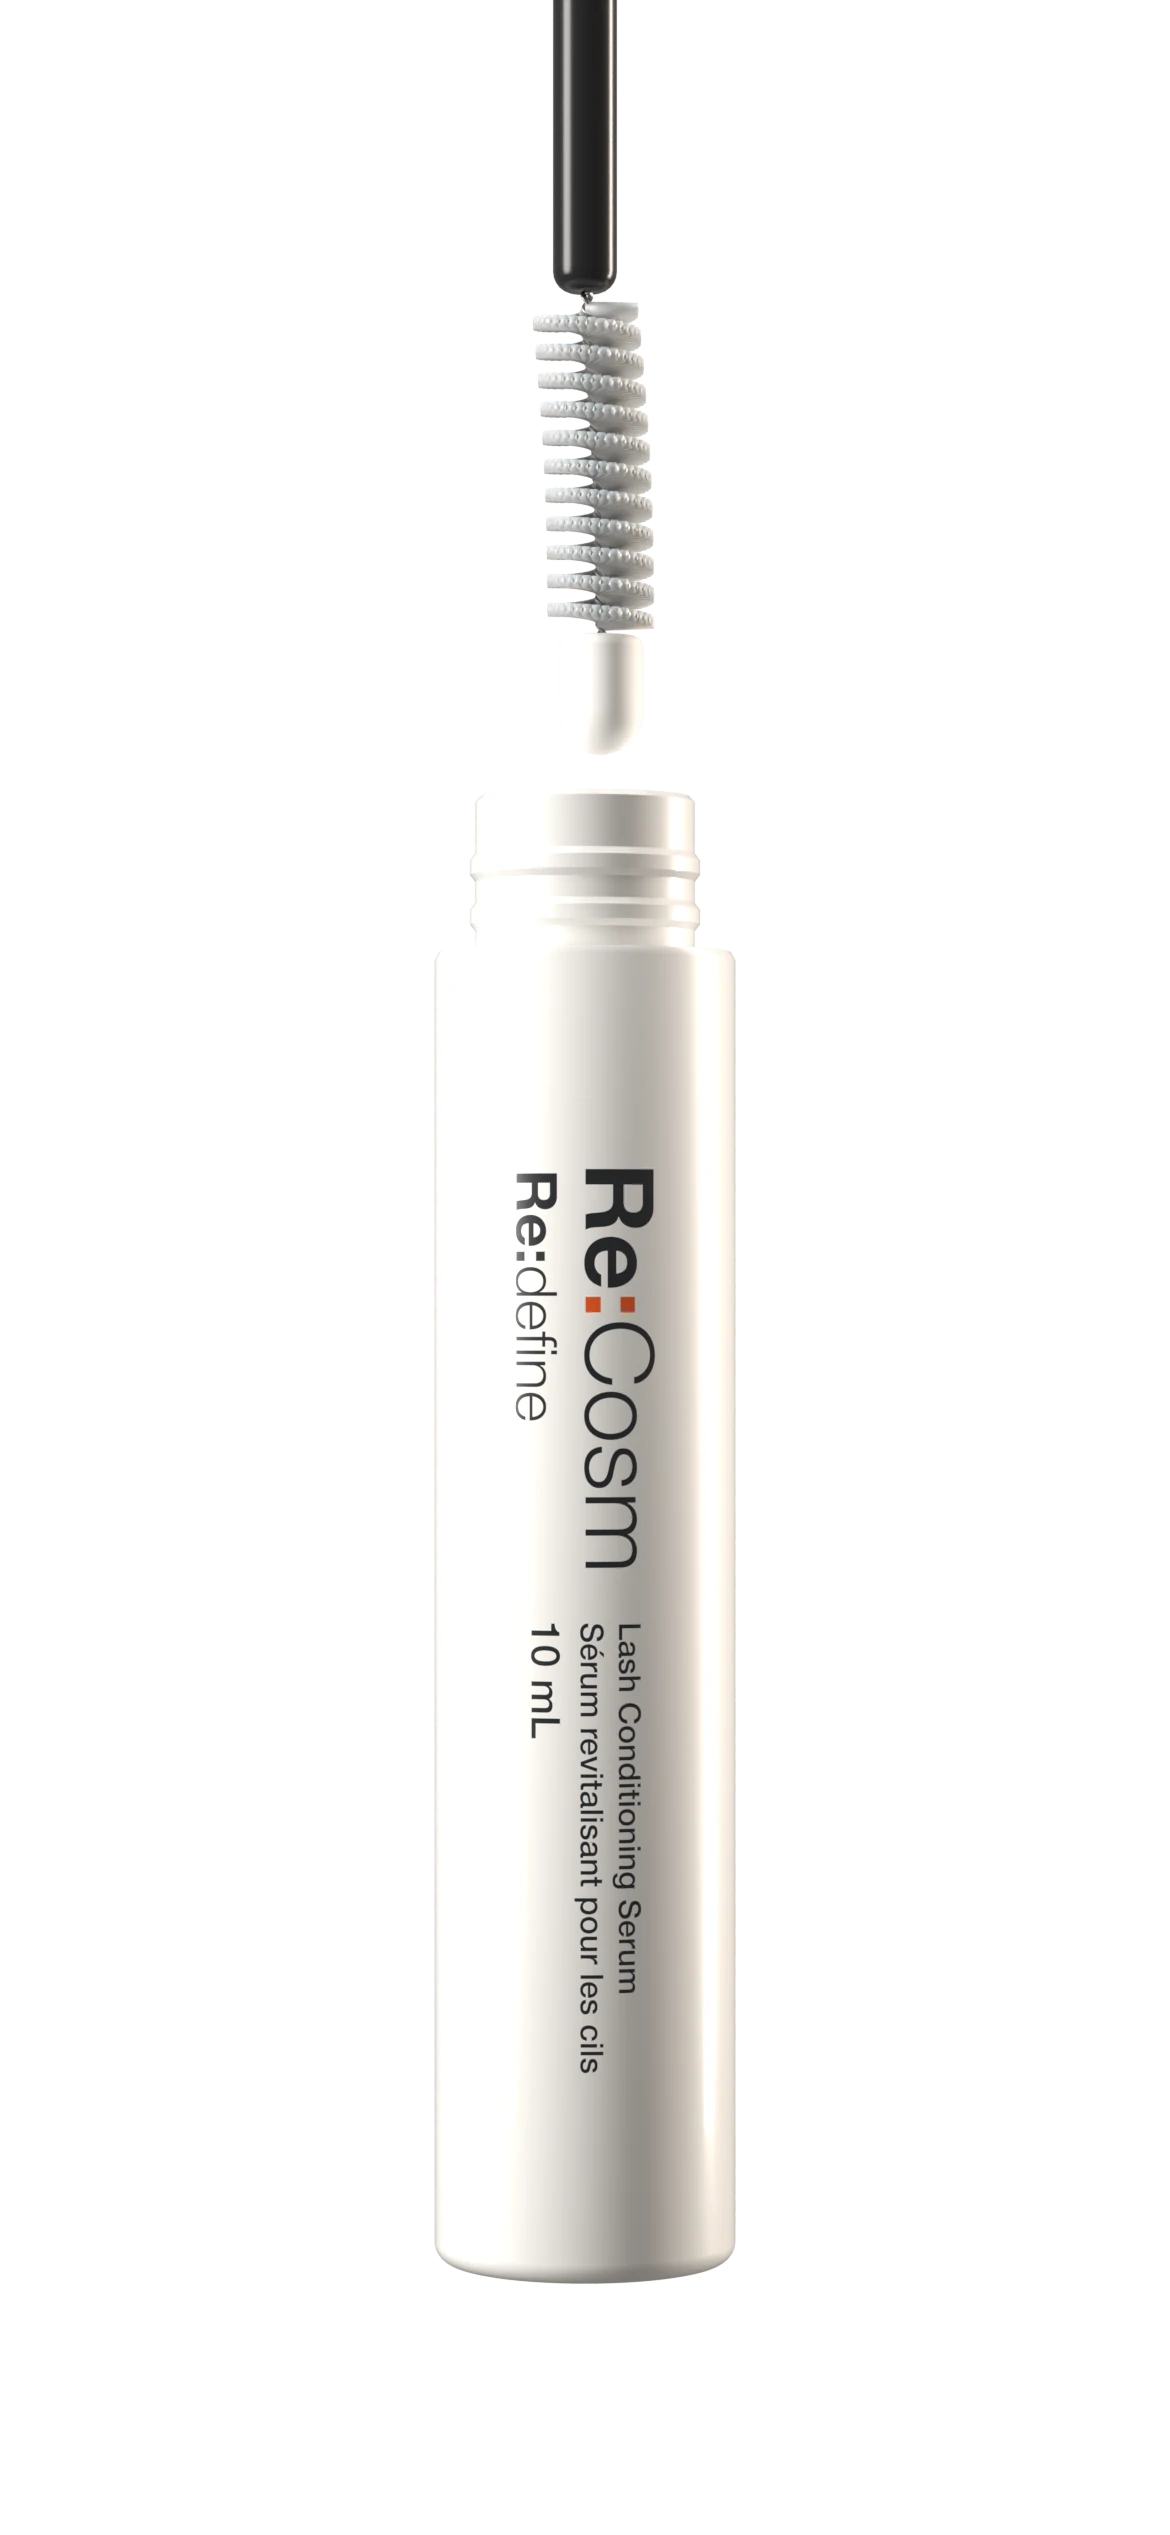 Re:Cosm
Re:define
Lash Conditioning Serum
Sérum revitalisant pour les cils
10 mL